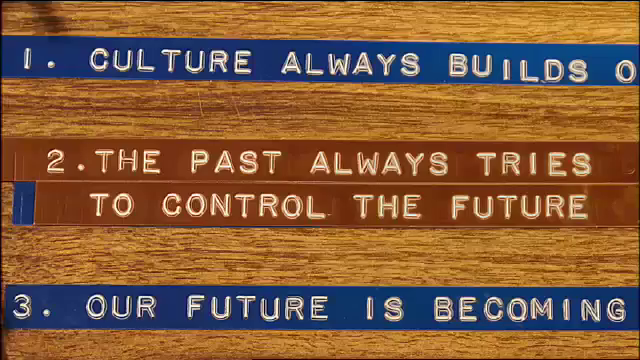 1. CULTURE ALWAYS BUILDS O
2. THE PAST ALWAYS TRIES
TO CONTROL THE FUTURE
3. OUR FUTURE IS BECOMING